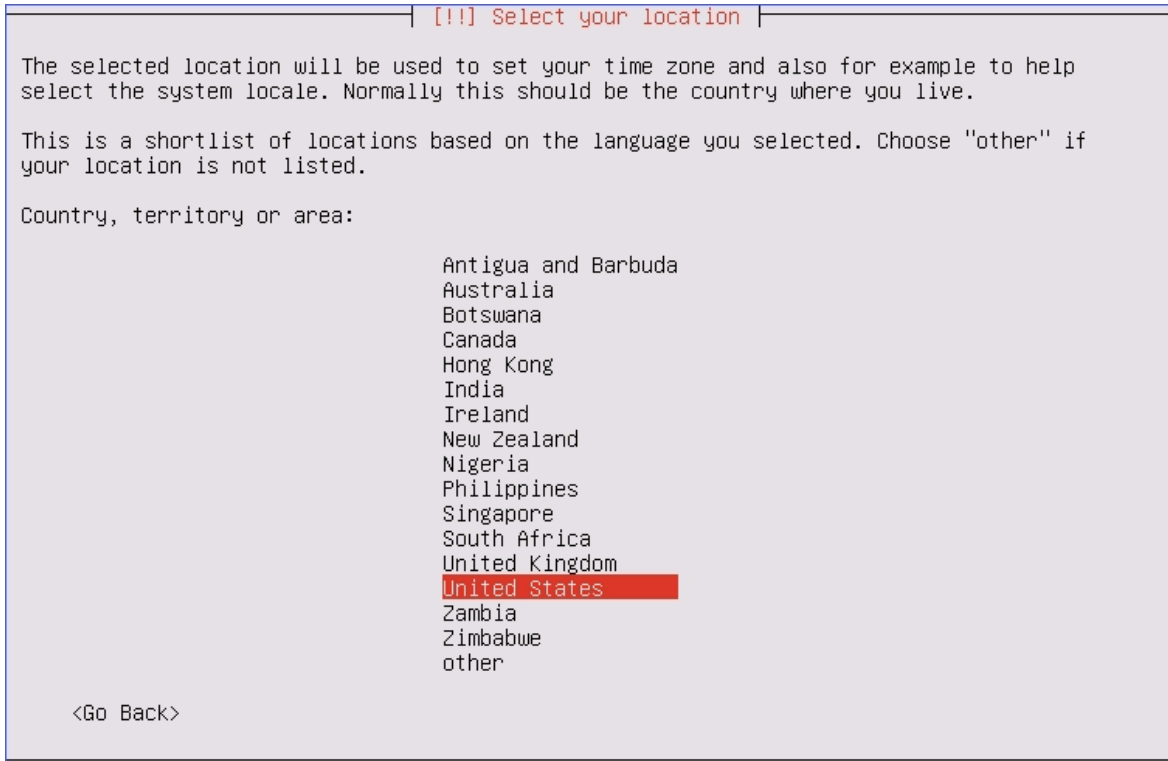 [!!] Select your location
The selected location will be used to set your time zone and also for example to help
select the system locale. Normally this should be the country where you live.
This is a shortlist of locations based on the language you selected. Choose "other" if
your location is not listed.
Country, territory or area:
Antigua and Barbuda
Australia
Botswana
Canada
Hong Kong
India
Ireland
New Zealand
Nigeria
Philippines
Singapore
South Africa
United Kingdom
United States
Zambia
Zimbabwe
other
<Go Back>